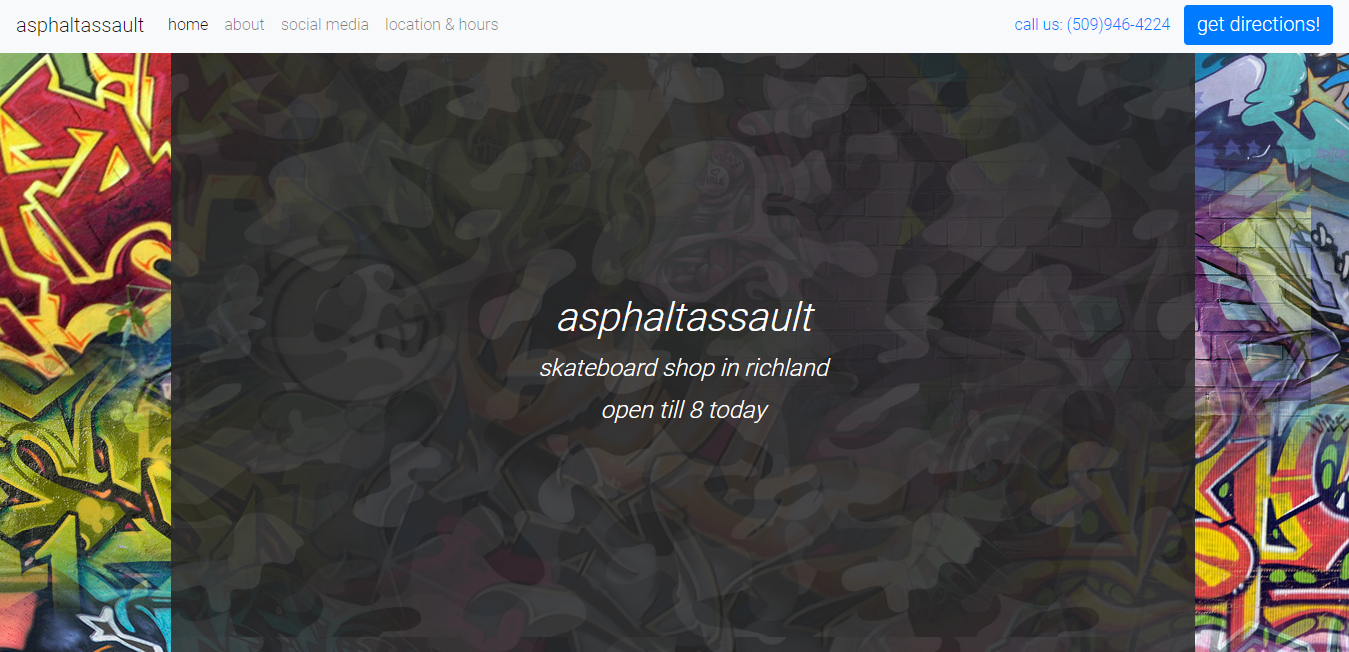 asphaltassault home about social media location & hours call us: (509)946-4224 get directions!
asphaltassault
skateboard shop in richland
open till 8 today